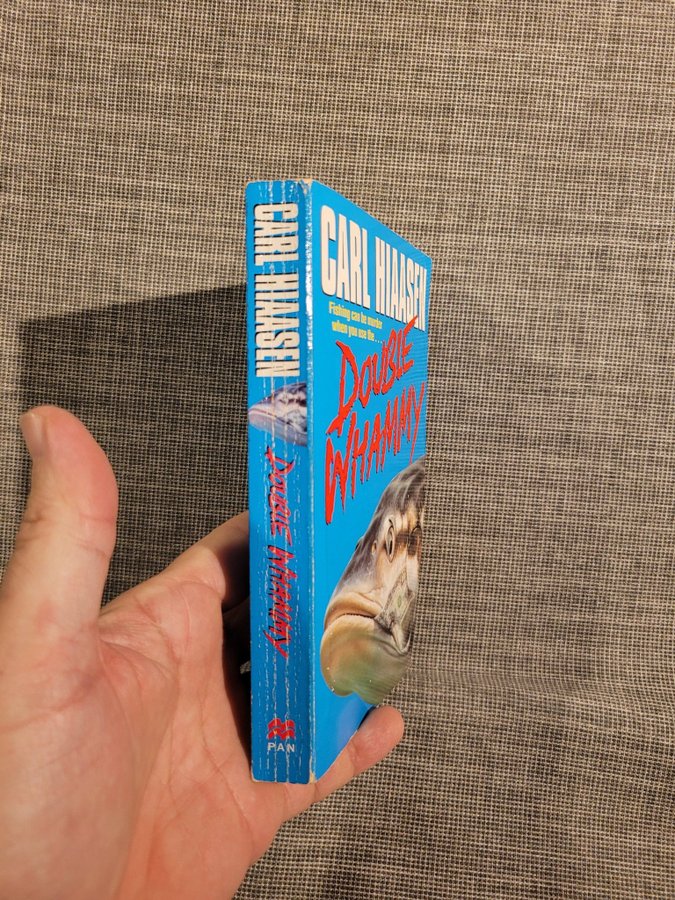 CARL HIAASEN
DOUBLE WHAMMY
PAN
CARL HIAASEN
Fishing can be murder
when you use the . . .
DOUBLE
WHAMMY